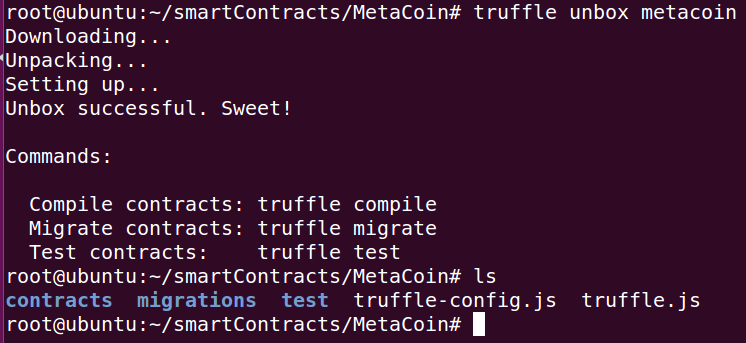 root@ubuntu:~/smartContracts/MetaCoin# truffle unbox metacoin
Downloading...
Unpacking...
Setting up...
Unbox successful. Sweet!
Commands:
  Compile contracts: truffle compile
  Migrate contracts: truffle migrate
  Test contracts:    truffle test
root@ubuntu:~/smartContracts/MetaCoin# ls
contracts  migrations  test  truffle-config.js  truffle.js
root@ubuntu:~/smartContracts/MetaCoin#